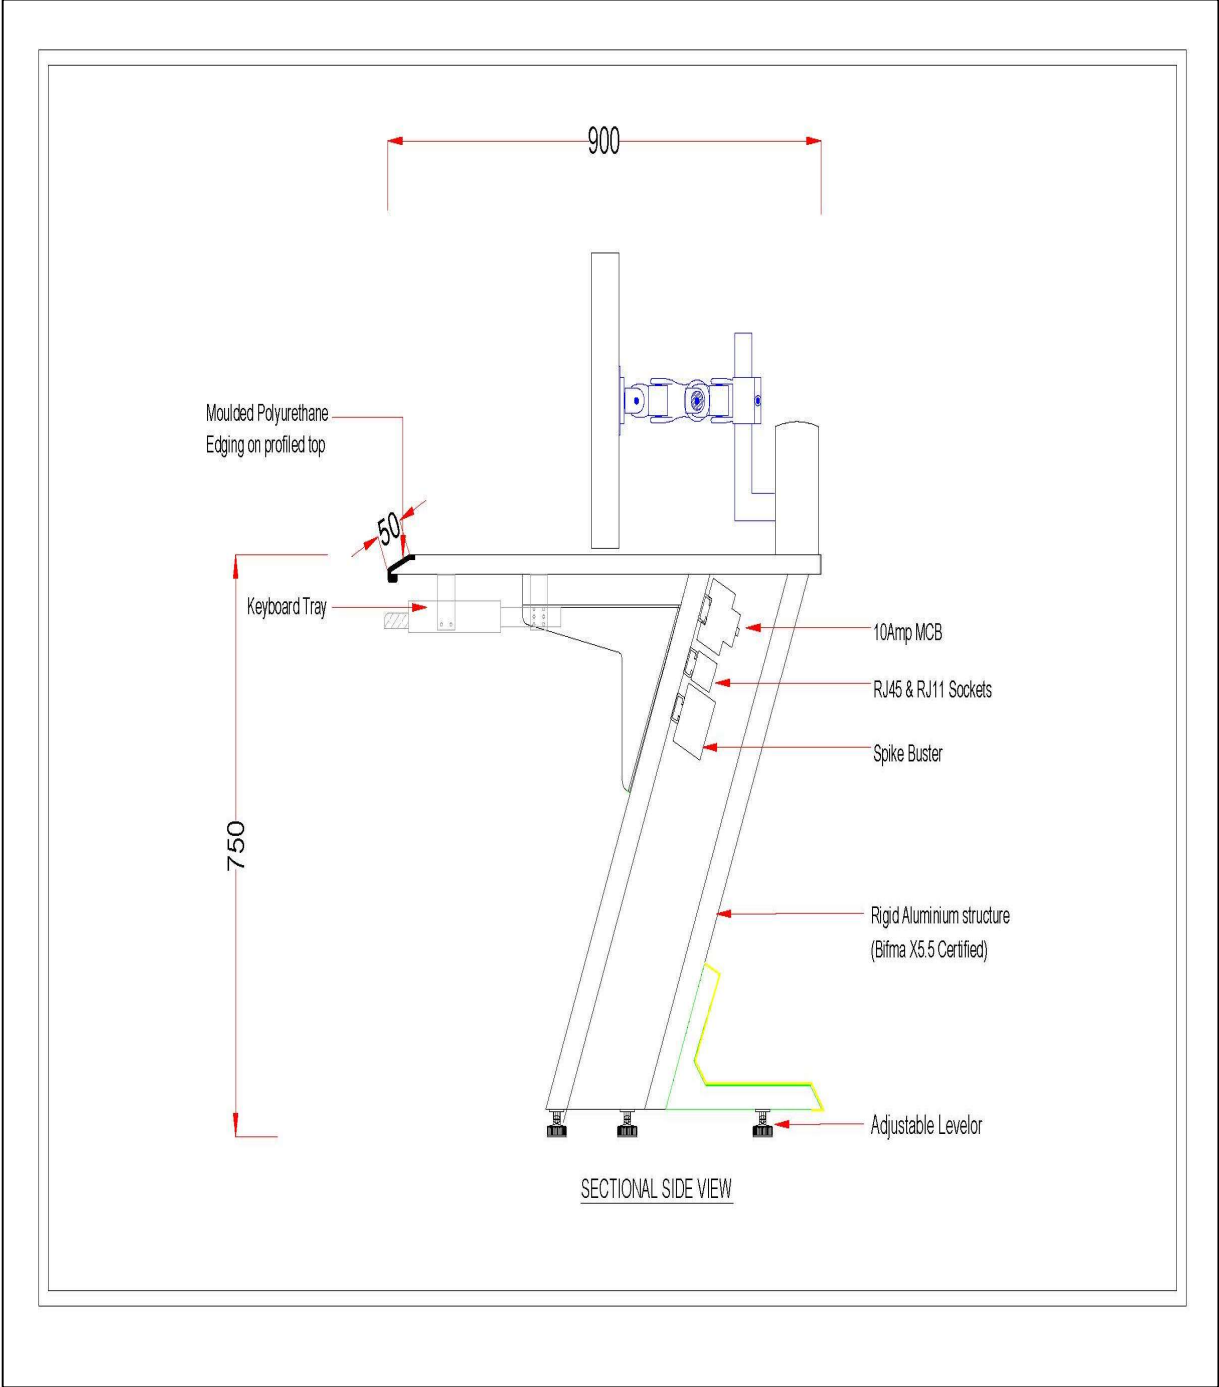 900
Moulded Polyurethane
Edging on profiled top
50
Keyboard Tray
10Amp MCB
RJ45 & RJ11 Sockets
Spike Buster
750
Rigid Aluminium structure
(Bifma X5.5 Certified)
Adjustable Levelor
SECTIONAL SIDE VIEW